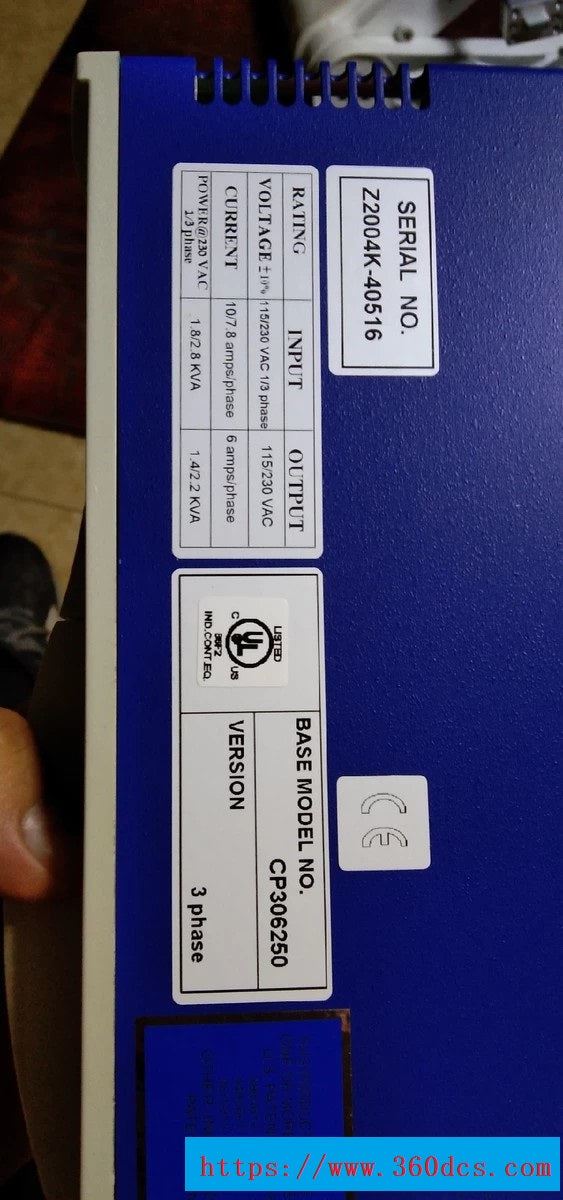 SERIAL NO.
Z2004K-40516
RATING INPUT OUTPUT
VOLTAGE ± 10% 115/230 VAC 1/3 phase 115/230 VAC
CURRENT 10/7.8 amps/phase 6 amps/phase
POWER@230 VAC 1.8/2.8 KVA 1.4/2.2 KVA
1/3 phase
LISTED
C UL US
36F2
IND.CONT.EQ.
BASE MODEL NO. CP306250
VERSION 3 phase
CE
U.S. PATENT
https://www.360dcs.com